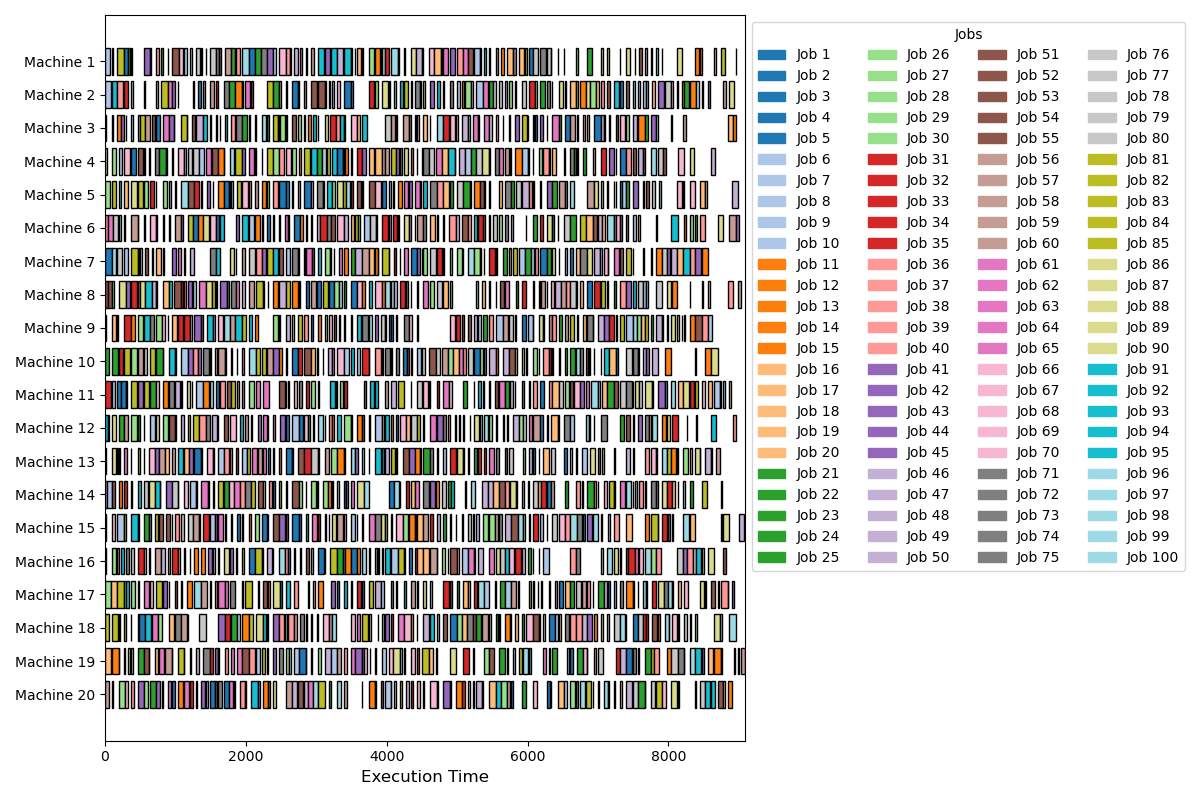 Machine 1
Machine 2
Machine 3
Machine 4
Machine 5
Machine 6
Machine 7
Machine 8
Machine 9
Machine 10
Machine 11
Machine 12
Machine 13
Machine 14
Machine 15
Machine 16
Machine 17
Machine 18
Machine 19
Machine 20
0 2000 4000 6000 8000
Execution Time
Jobs
Job 1 Job 26 Job 51 Job 76
Job 2 Job 27 Job 52 Job 77
Job 3 Job 28 Job 53 Job 78
Job 4 Job 29 Job 54 Job 79
Job 5 Job 30 Job 55 Job 80
Job 6 Job 31 Job 56 Job 81
Job 7 Job 32 Job 57 Job 82
Job 8 Job 33 Job 58 Job 83
Job 9 Job 34 Job 59 Job 84
Job 10 Job 35 Job 60 Job 85
Job 11 Job 36 Job 61 Job 86
Job 12 Job 37 Job 62 Job 87
Job 13 Job 38 Job 63 Job 88
Job 14 Job 39 Job 64 Job 89
Job 15 Job 40 Job 65 Job 90
Job 16 Job 41 Job 66 Job 91
Job 17 Job 42 Job 67 Job 92
Job 18 Job 43 Job 68 Job 93
Job 19 Job 44 Job 69 Job 94
Job 20 Job 45 Job 70 Job 95
Job 21 Job 46 Job 71 Job 96
Job 22 Job 47 Job 72 Job 97
Job 23 Job 48 Job 73 Job 98
Job 24 Job 49 Job 74 Job 99
Job 25 Job 50 Job 75 Job 100